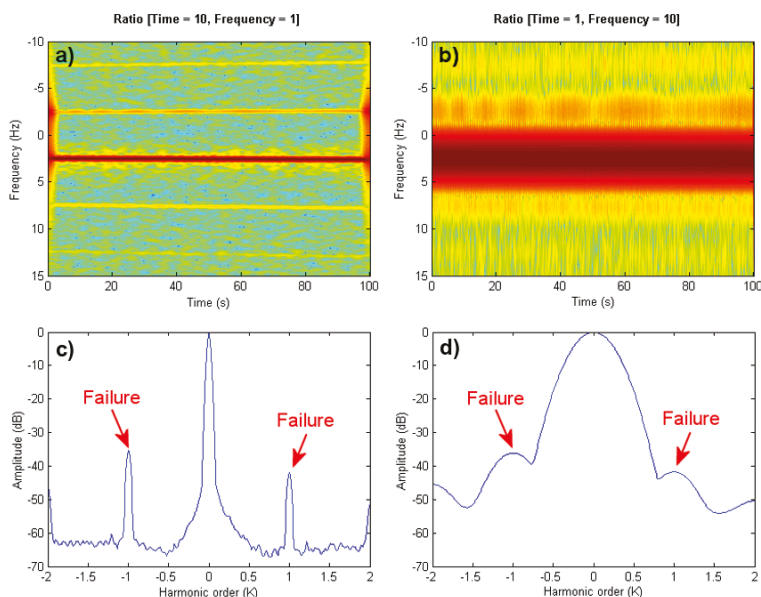 Ratio [Time = 10, Frequency = 1]
a)
-10
-5
0
5
10
15
Frequency (Hz)
0 20 40 60 80 100
Time (s)
Ratio [Time = 1, Frequency = 10]
b)
-10
-5
0
5
10
15
Frequency (Hz)
0 20 40 60 80 100
Time (s)
c)
0
-10
-20
-30
-40
-50
-60
-70
Amplitude (dB)
Failure
Failure
-2 -1.5 -1 -0.5 0 0.5 1 1.5 2
Harmonic order (K)
d)
0
-10
-20
-30
-40
-50
-60
-70
Amplitude (dB)
Failure
Failure
-2 -1.5 -1 -0.5 0 0.5 1 1.5 2
Harmonic order (K)